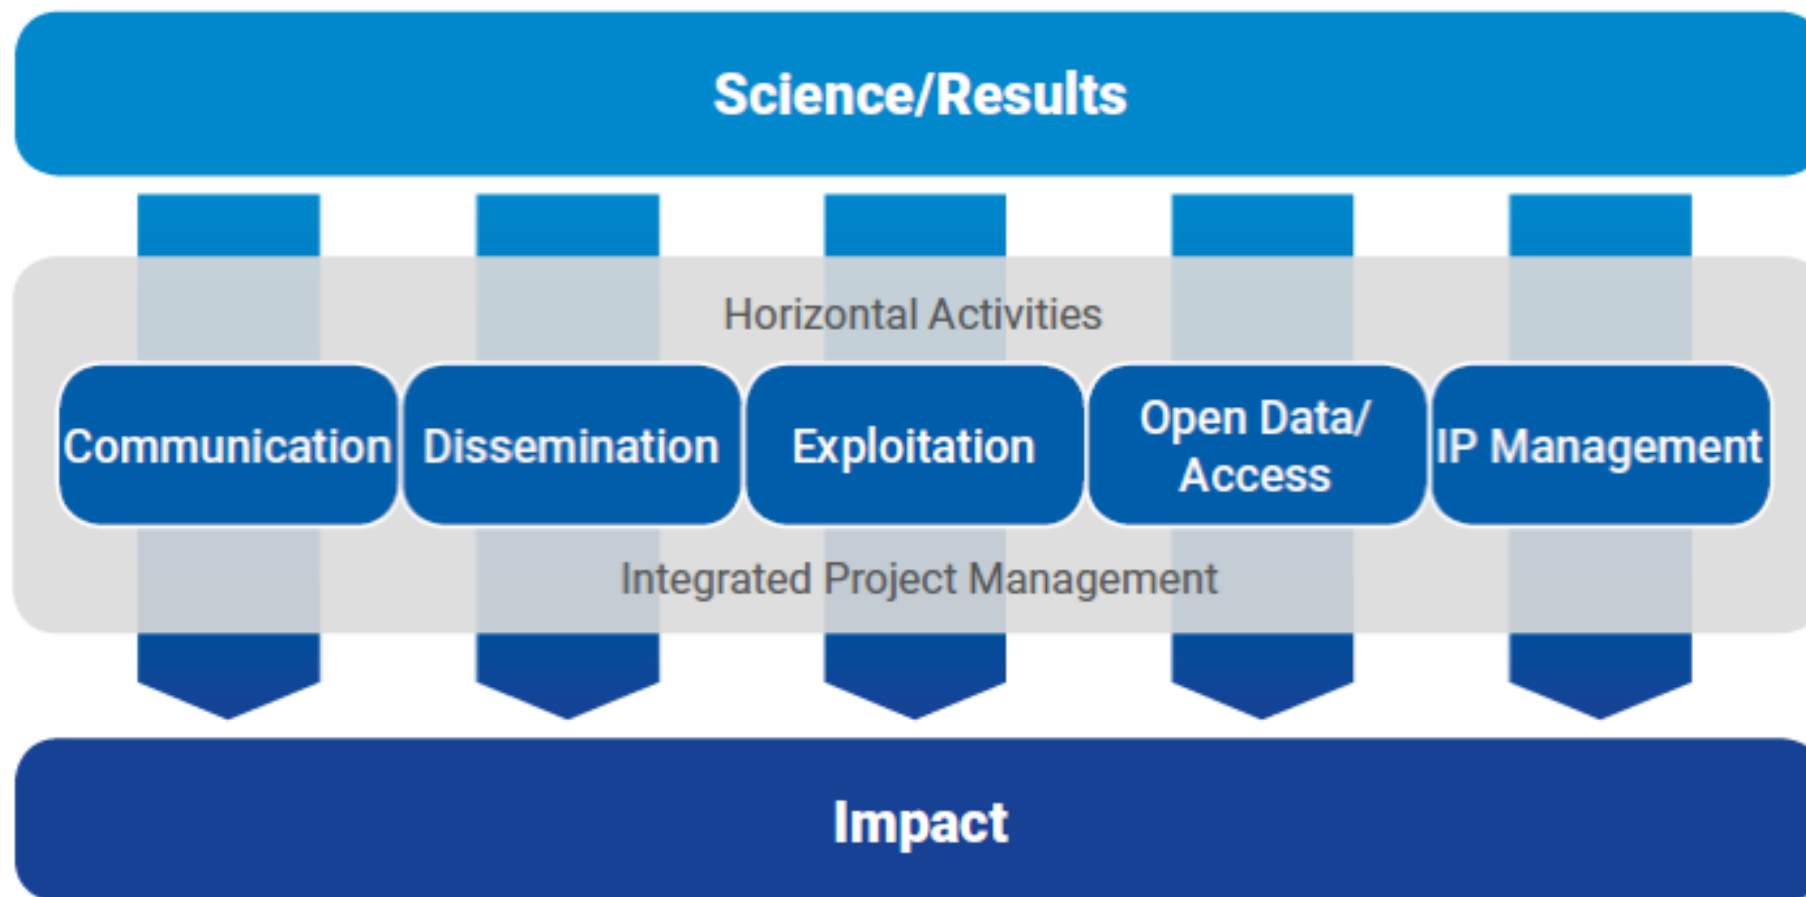 Science/Results
Horizontal Activities
Communication
Dissemination
Exploitation
Open Data/
Access
IP Management
Integrated Project Management
Impact